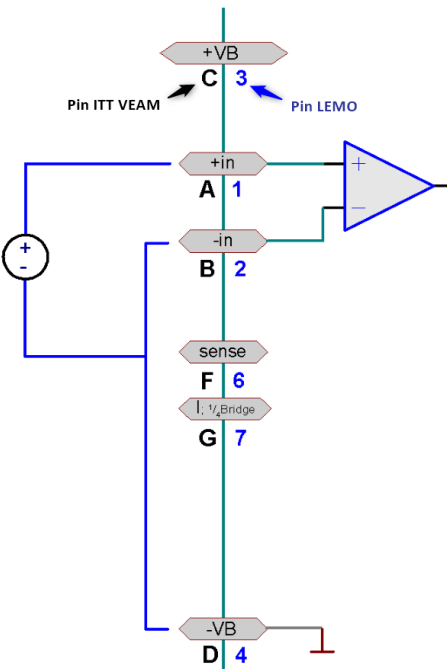 +VB
C 3
Pin ITT VEAM
Pin LEMO
+in
A 1
+
-in
B 2
−
+
-
sense
F 6
I; 1/4Bridge
G 7
-VB
D 4